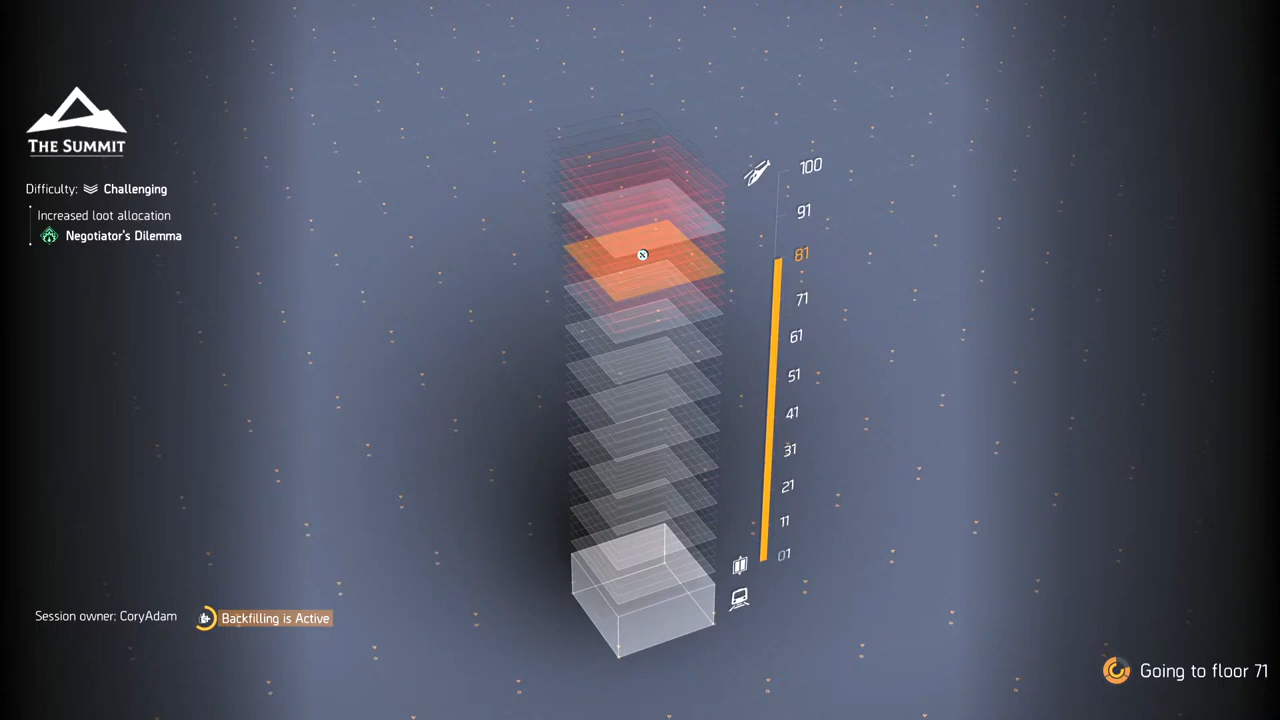 THE SUMMIT
Difficulty: Challenging
Increased loot allocation
Negotiator's Dilemma
100
91
81
71
61
51
41
31
21
11
01
Session owner: CoryAdam
Backfilling is Active
Going to floor 71